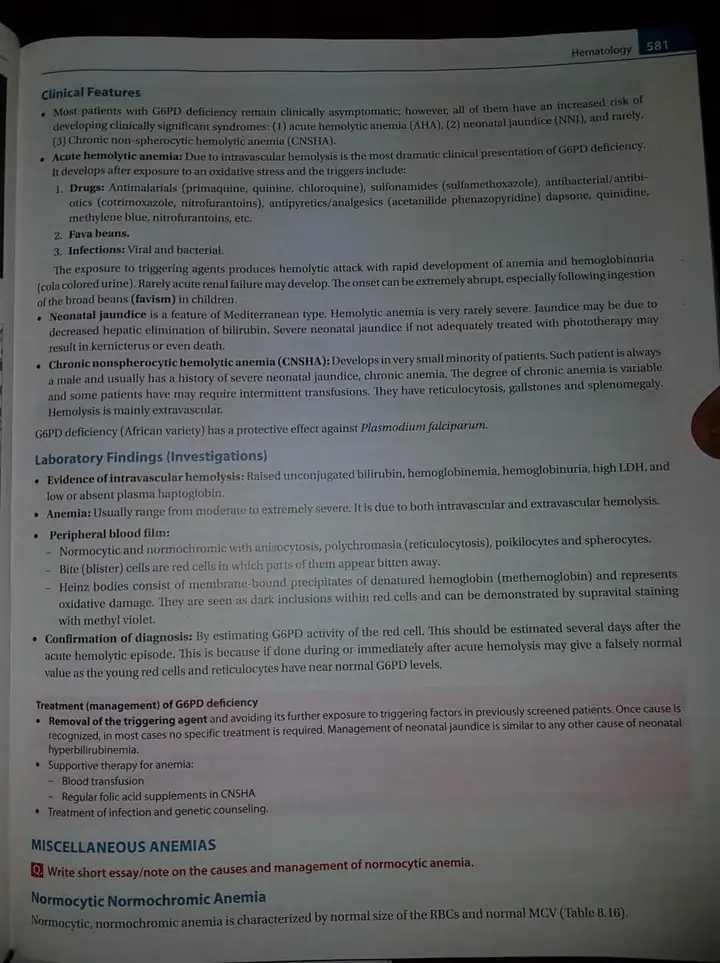 Hematology 581
Clinical Features
• Most patients with G6PD deficiency remain clinically asymptomatic; however, all of them have an increased risk of
developing clinically significant syndromes: (1) acute hemolytic anemia (AHA), (2) neonatal jaundice (NNJ), and rarely,
(3) Chronic non-spherocytic hemolytic anemia (CNSHA).
• Acute hemolytic anemia: Due to intravascular hemolysis is the most dramatic clinical presentation of G6PD deficiency.
It develops after exposure to an oxidative stress and the triggers include:
1. Drugs: Antimalarials (primaquine, quinine, chloroquine), sulfonamides (sulfamethoxazole), antibacterial/antibi-
otics (cotrimoxazole, nitrofurantoins), antipyretics/analgesics (acetanilide phenazopyridine) dapsone, quinidine,
methylene blue, nitrofurantoins, etc.
2. Fava beans.
3. Infections: Viral and bacterial.
The exposure to triggering agents produces hemolytic attack with rapid development of anemia and hemoglobinuria
(cola colored urine). Rarely acute renal failure may develop. The onset can be extremely abrupt, especially following ingestion
of the broad beans (favism) in children.
• Neonatal jaundice is a feature of Mediterranean type. Hemolytic anemia is very rarely severe. Jaundice may be due to
decreased hepatic elimination of bilirubin. Severe neonatal jaundice if not adequately treated with phototherapy may
result in kernicterus or even death.
• Chronic nonspherocytic hemolytic anemia (CNSHA): Develops in very small minority of patients. Such patient is always
a male and usually has a history of severe neonatal jaundice, chronic anemia. The degree of chronic anemia is variable
and some patients have may require intermittent transfusions. They have reticulocytosis, gallstones and splenomegaly.
Hemolysis is mainly extravascular.
G6PD deficiency (African variety) has a protective effect against Plasmodium falciparum.
Laboratory Findings (Investigations)
• Evidence of intravascular hemolysis: Raised unconjugated bilirubin, hemoglobinemia, hemoglobinuria, high LDH, and
low or absent plasma haptoglobin.
• Anemia: Usually range from moderate to extremely severe. It is due to both intravascular and extravascular hemolysis.
• Peripheral blood film:
– Normocytic and normochromic with anisocytosis, polychromasia (reticulocytosis), poikilocytes and spherocytes.
– Bite (blister) cells are red cells in which parts of them appear bitten away.
– Heinz bodies consist of membrane-bound precipitates of denatured hemoglobin (methemoglobin) and represents
oxidative damage. They are seen as dark inclusions within red cells and can be demonstrated by supravital staining
with methyl violet.
• Confirmation of diagnosis: By estimating G6PD activity of the red cell. This should be estimated several days after the
acute hemolytic episode. This is because if done during or immediately after acute hemolysis may give a falsely normal
value as the young red cells and reticulocytes have near normal G6PD levels.
Treatment (management) of G6PD deficiency
• Removal of the triggering agent and avoiding its further exposure to triggering factors in previously screened patients. Once cause is
recognized, in most cases no specific treatment is required. Management of neonatal jaundice is similar to any other cause of neonatal
hyperbilirubinemia.
• Supportive therapy for anemia:
– Blood transfusion
– Regular folic acid supplements in CNSHA
• Treatment of infection and genetic counseling.
MISCELLANEOUS ANEMIAS
Q Write short essay/note on the causes and management of normocytic anemia.
Normocytic Normochromic Anemia
Normocytic, normochromic anemia is characterized by normal size of the RBCs and normal MCV (Table 8.16).